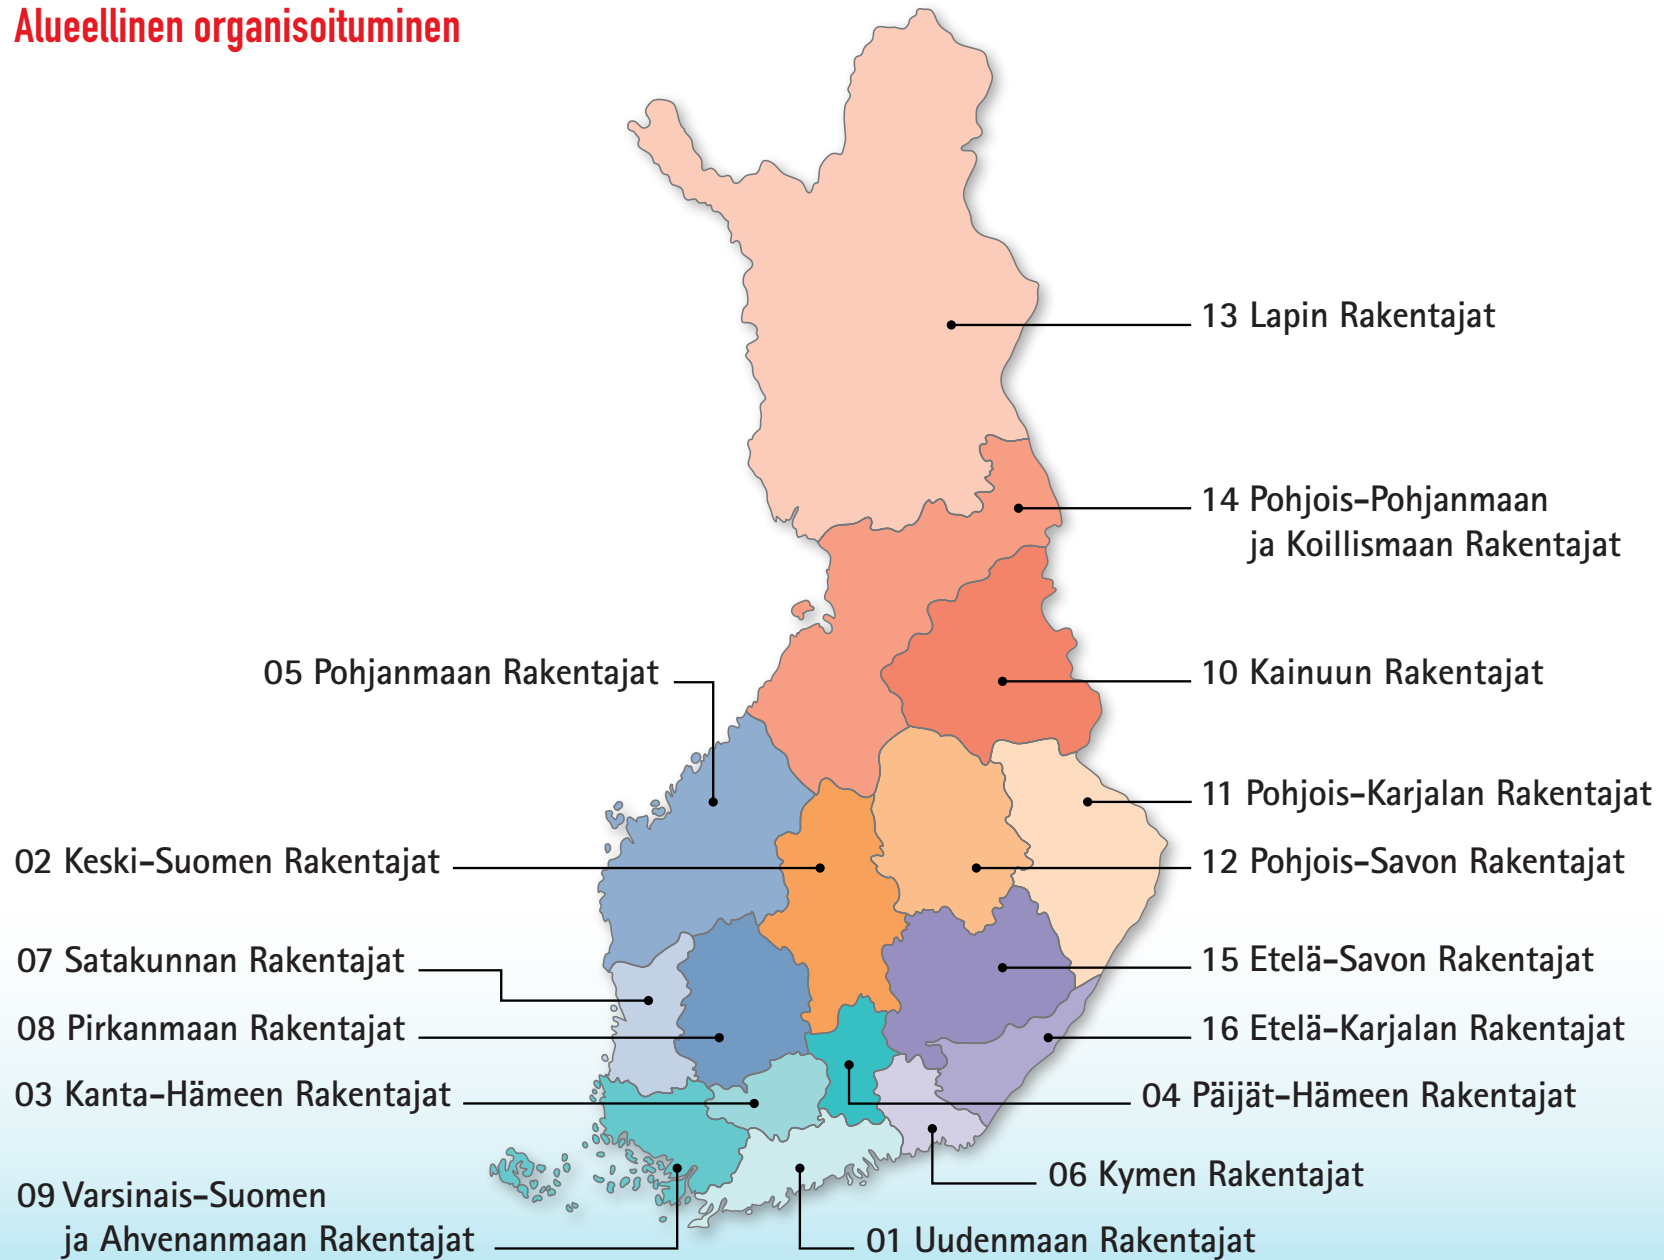 Alueellinen organisoituminen
13 Lapin Rakentajat
14 Pohjois-Pohjanmaan
ja Koillismaan Rakentajat
05 Pohjanmaan Rakentajat
10 Kainuun Rakentajat
11 Pohjois-Karjalan Rakentajat
02 Keski-Suomen Rakentajat
12 Pohjois-Savon Rakentajat
07 Satakunnan Rakentajat
15 Etelä-Savon Rakentajat
08 Pirkanmaan Rakentajat
16 Etelä-Karjalan Rakentajat
03 Kanta-Hämeen Rakentajat
04 Päijät-Hämeen Rakentajat
06 Kymen Rakentajat
09 Varsinais-Suomen
ja Ahvenanmaan Rakentajat
01 Uudenmaan Rakentajat